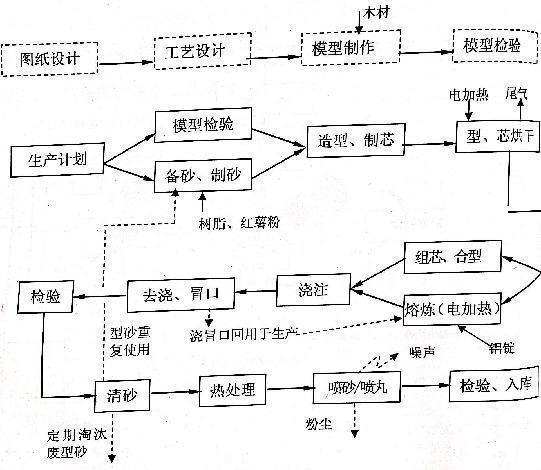 木材
图纸设计
工艺设计
模型制作
模型检验
电加热
尾气
模型检验
生产计划
造型、制芯
型、芯烘干
备砂、制砂
树脂、红薯粉
组芯、合型
检验
去浇、冒口
浇注
熔炼(电加热)
型砂重
复使用
浇冒口回用于生产
铝锭
噪声
清砂
热处理
喷砂/喷丸
检验、入库
定期淘汰
废型砂
粉尘